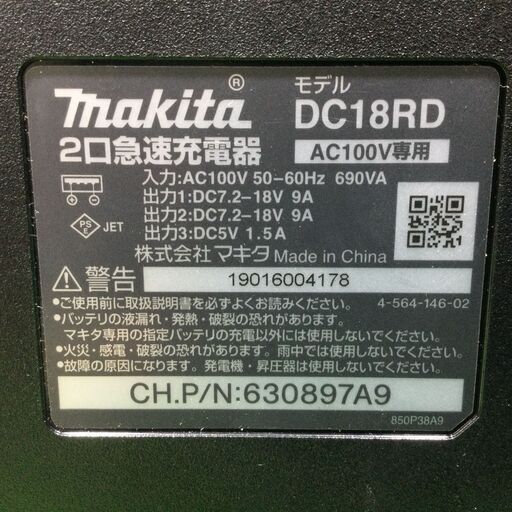 makita®
モデル
DC18RD
2口急速充電器
AC100V専用
入力:AC100V 50-60Hz 690VA
出力1:DC7.2-18V 9A
出力2:DC7.2-18V 9A
出力3:DC5V 1.5A
PSE JET
株式会社マキタ Made in China
⚠警告
19016004178
4-564-146-02
●ご使用前に取扱説明書を必ずよくお読みください。
●バッテリの液漏れ・発熱・破裂の恐れがあります。
マキタ専用の指定バッテリの充電以外には使用しないでください。
●火災・感電・破裂の恐れがあります。雨中では使用しないでください。
●故障の原因になります。発電機・昇圧器は使用しないでください。
CH.P/N:630897A9
850P38A9